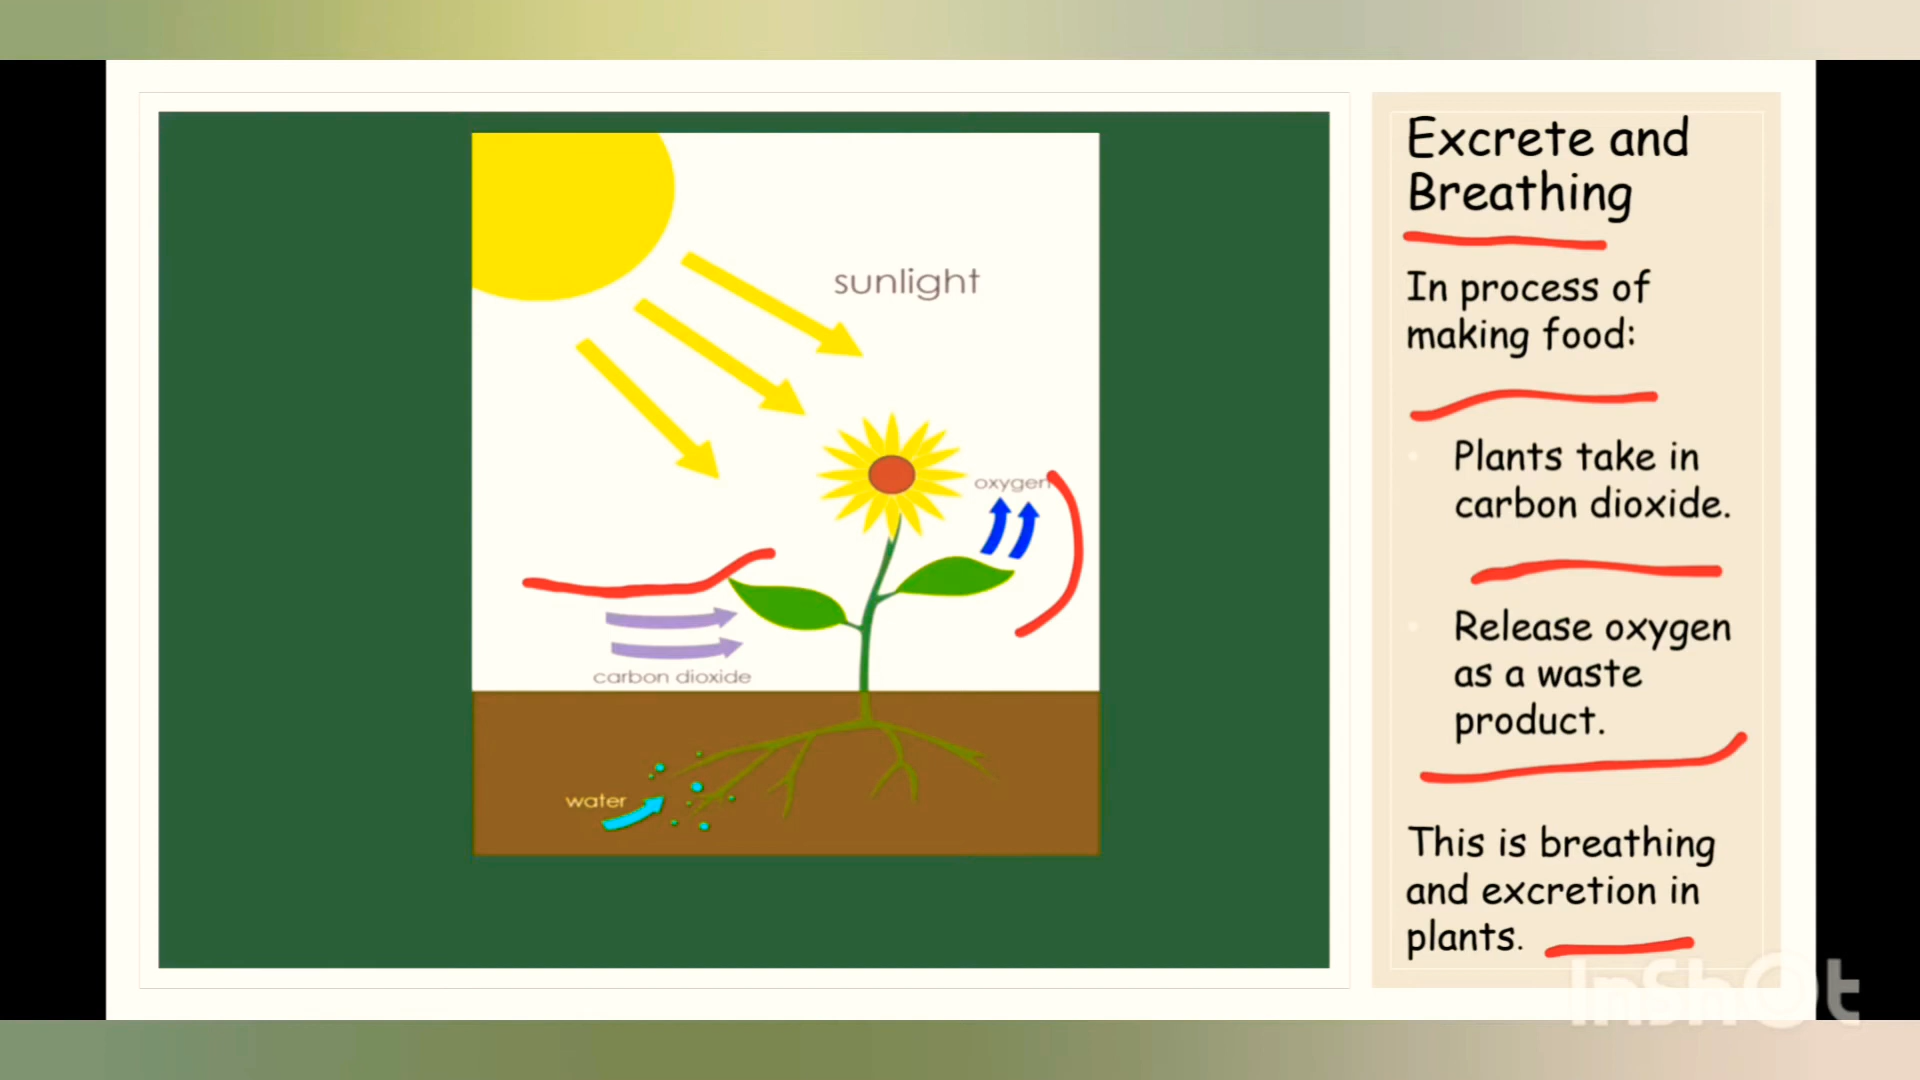 sunlight
oxygen
carbon dioxide
water
Excrete and
Breathing
In process of
making food:
Plants take in
carbon dioxide.
Release oxygen
as a waste
product.
This is breathing
and excretion in
plants.
InShOt